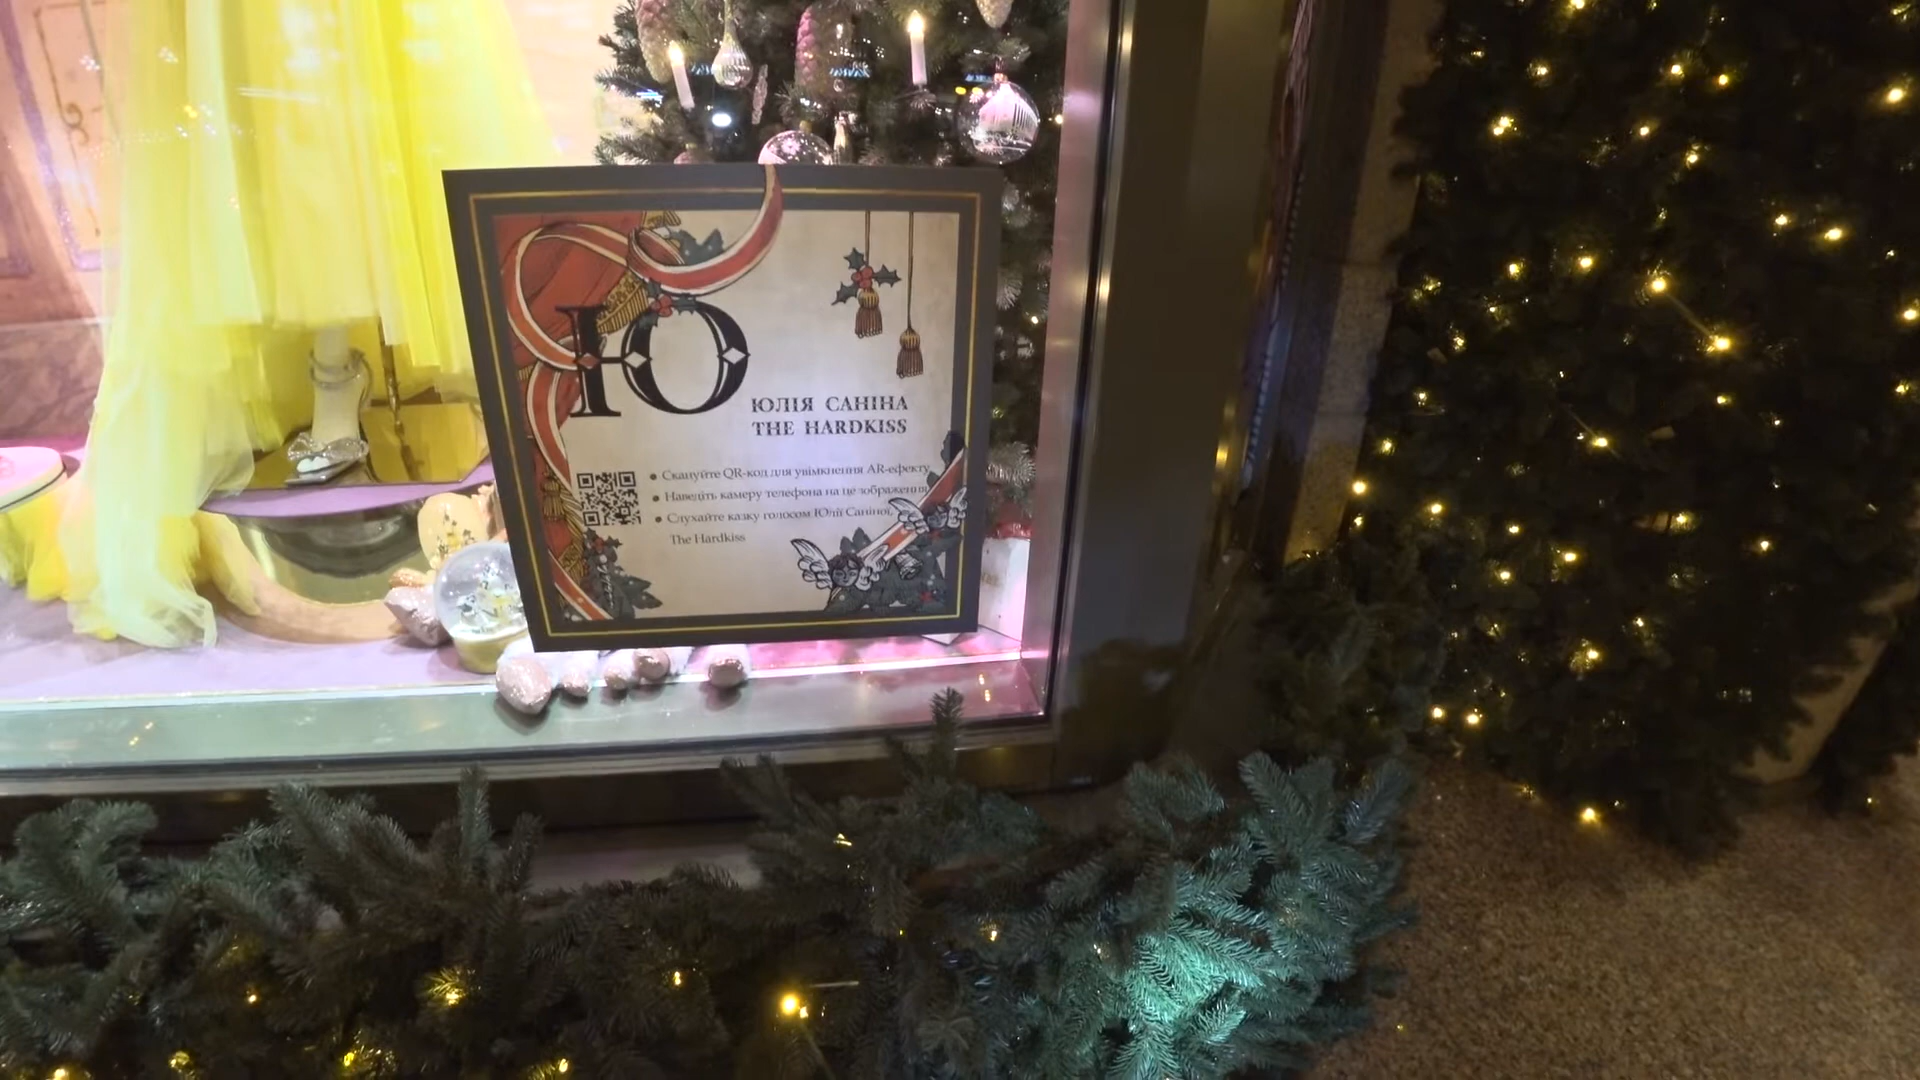 Ю
ЮЛІЯ САНІНА
THE HARDKISS
• Скануйте QR-код для увімкнення AR-ефекту
• Наведіть камеру телефона на це зображення
• Слухайте казку голосом Юлії Саніної,
The Hardkiss